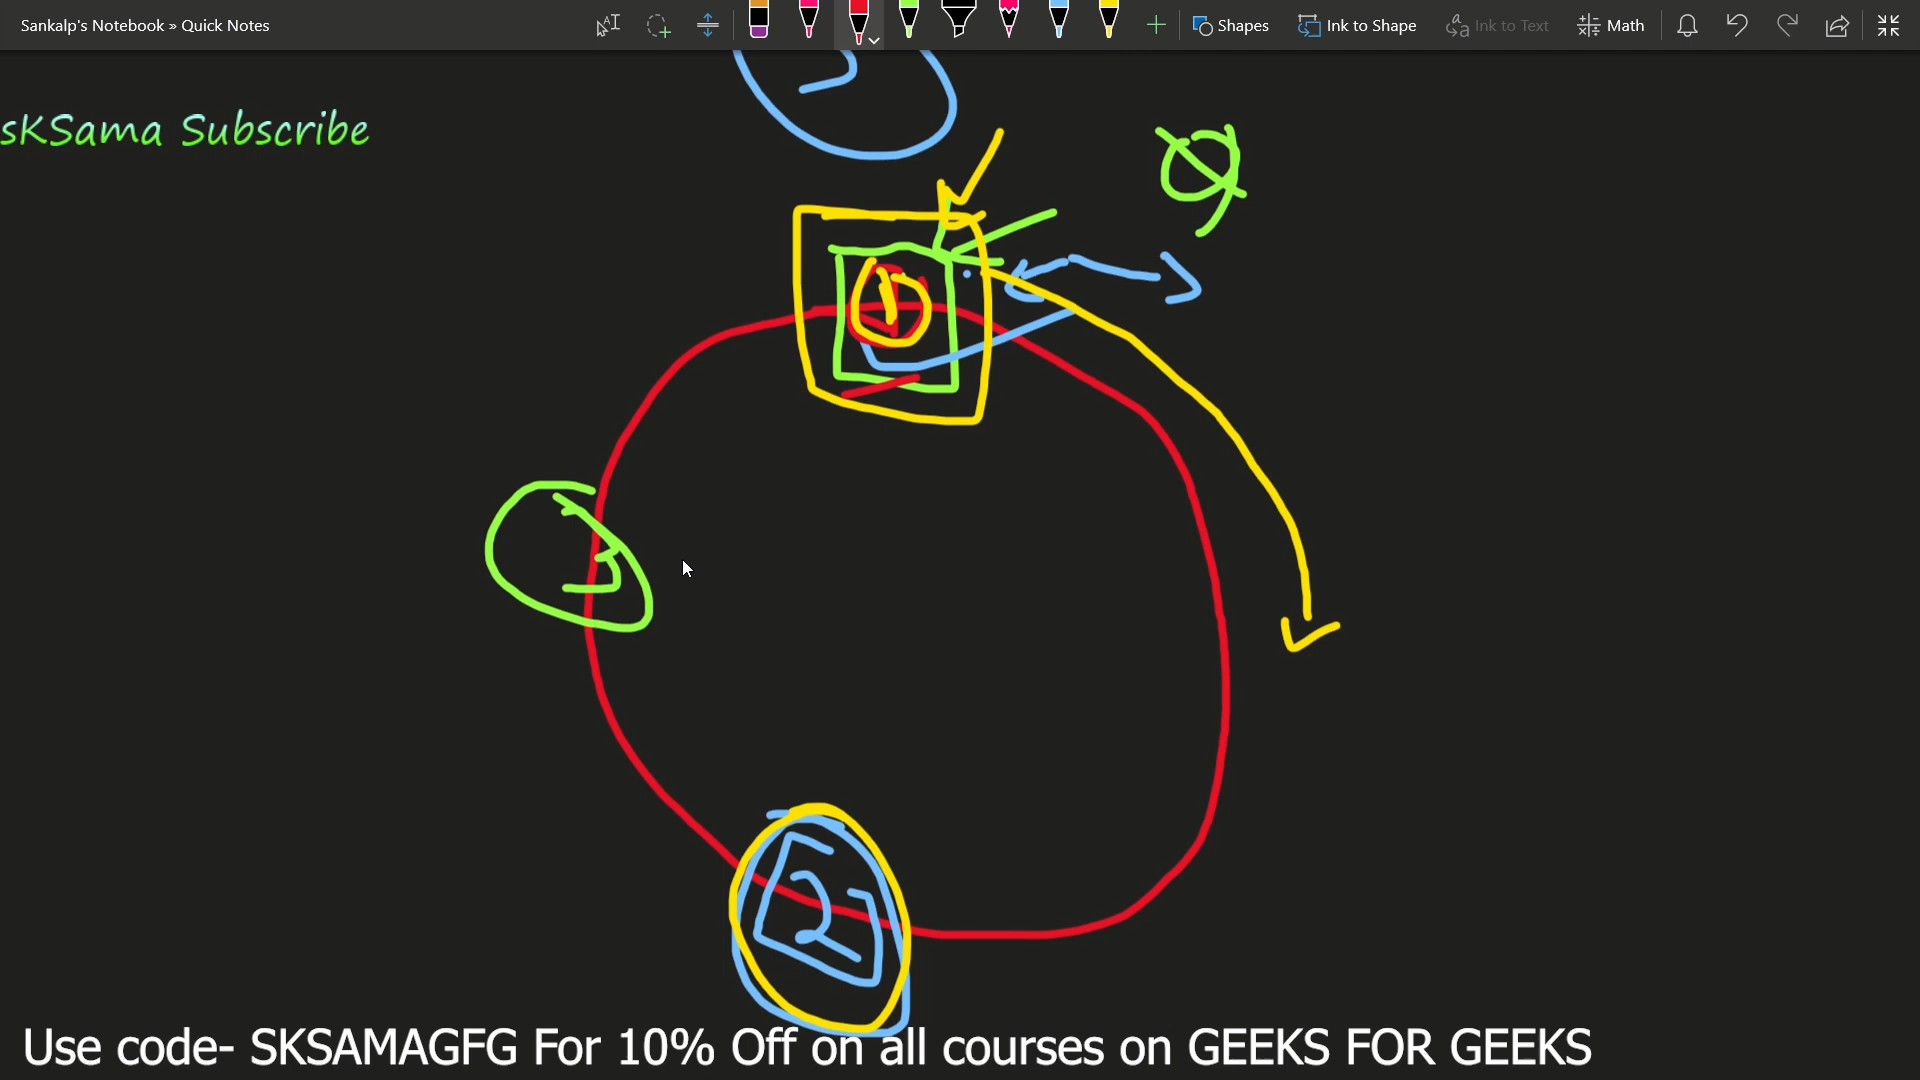 Sankalp's Notebook » Quick Notes
Shapes
Ink to Shape
Ink to Text
Math
sKSama Subscribe
1
3
2
Use code- SKSAMAGFG For 10% Off on all courses on GEEKS FOR GEEKS